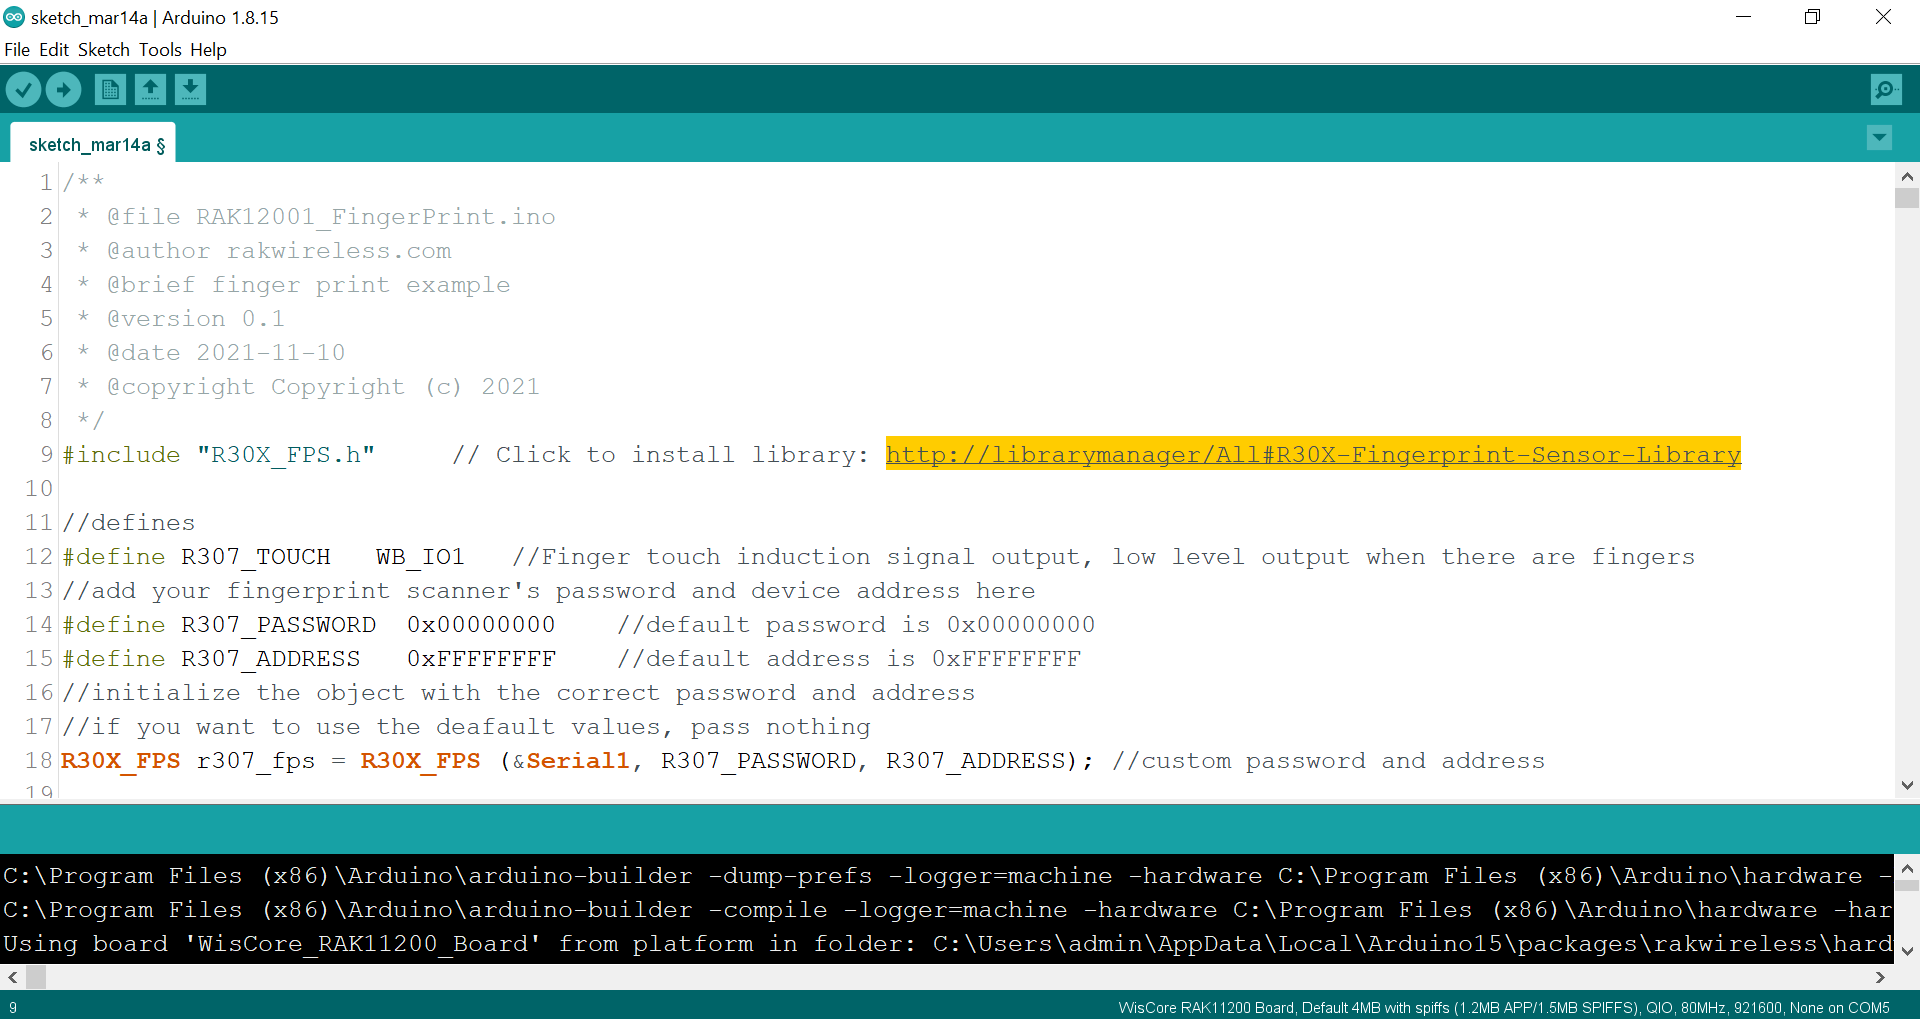 sketch_mar14a | Arduino 1.8.15
File Edit Sketch Tools Help
sketch_mar14a §
1 /**
2  * @file RAK12001_FingerPrint.ino
3  * @author rakwireless.com
4  * @brief finger print example
5  * @version 0.1
6  * @date 2021-11-10
7  * @copyright Copyright (c) 2021
8  */
9 #include "R30X_FPS.h"     // Click to install library: http://librarymanager/All#R30X-Fingerprint-Sensor-Library
10
11 //defines
12 #define R307_TOUCH   WB_IO1   //Finger touch induction signal output, low level output when there are fingers
13 //add your fingerprint scanner's password and device address here
14 #define R307_PASSWORD  0x00000000    //default password is 0x00000000
15 #define R307_ADDRESS   0xFFFFFFFF    //default address is 0xFFFFFFFF
16 //initialize the object with the correct password and address
17 //if you want to use the deafault values, pass nothing
18 R30X_FPS r307_fps = R30X_FPS (&Serial1, R307_PASSWORD, R307_ADDRESS); //custom password and address
19
C:\Program Files (x86)\Arduino\arduino-builder -dump-prefs -logger=machine -hardware C:\Program Files (x86)\Arduino\hardware -
C:\Program Files (x86)\Arduino\arduino-builder -compile -logger=machine -hardware C:\Program Files (x86)\Arduino\hardware -har
Using board 'WisCore_RAK11200_Board' from platform in folder: C:\Users\admin\AppData\Local\Arduino15\packages\rakwireless\hard
9
WisCore RAK11200 Board, Default 4MB with spiffs (1.2MB APP/1.5MB SPIFFS), QIO, 80MHz, 921600, None on COM5